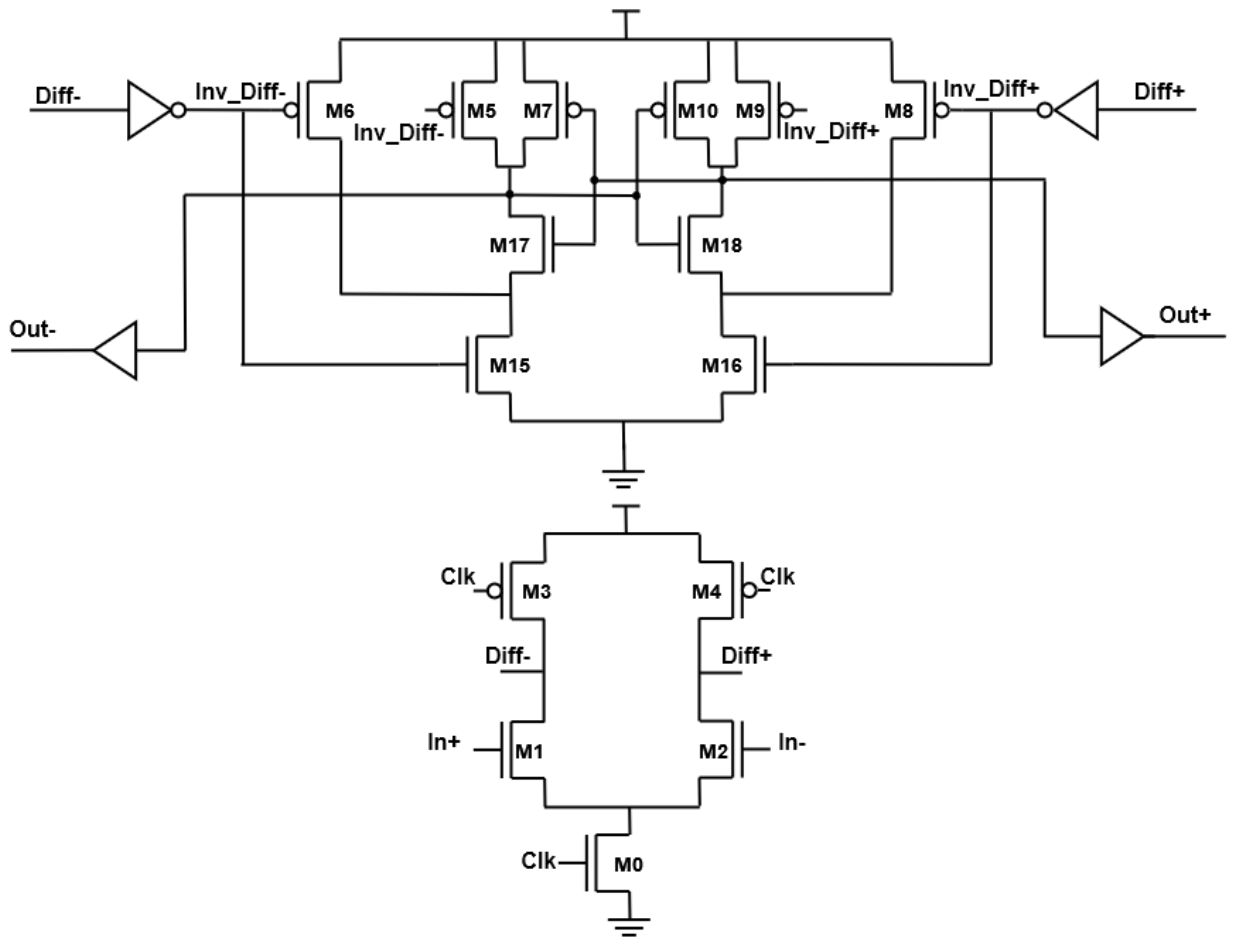 Diff-
Inv_Diff-
M6
M5
M7
M10
M9
M8
Inv_Diff+
Diff+
Inv_Diff-
Inv_Diff+
M17
M18
Out-
Out+
M15
M16
Clk
M3
M4
Clk
Diff-
Diff+
In+
M1
M2
In-
Clk
M0